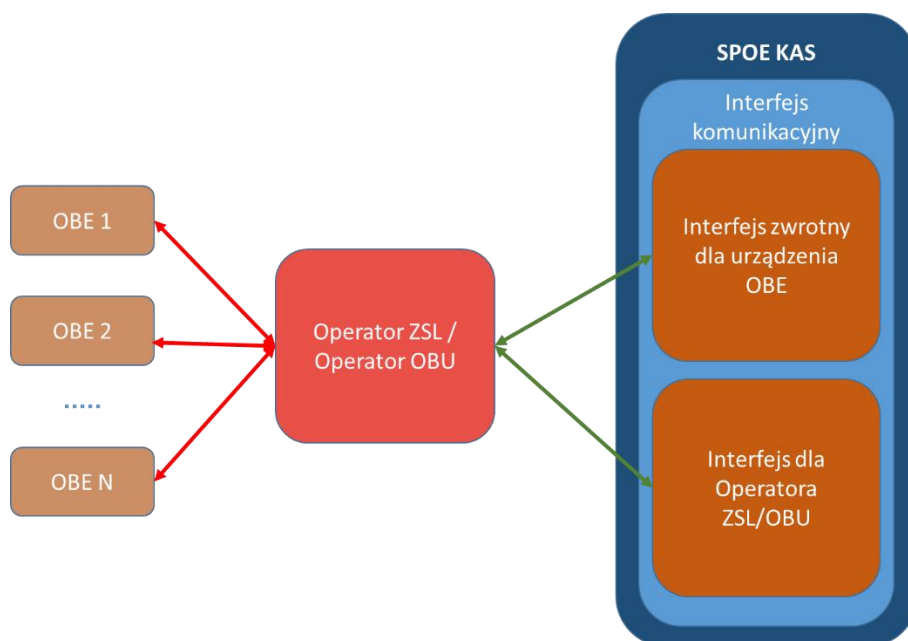 SPOE KAS
Interfejs
komunikacyjny
OBE 1
OBE 2
.....
OBE N
Operator ZSL /
Operator OBU
Interfejs zwrotny
dla urządzenia
OBE
Interfejs dla
Operatora
ZSL/OBU